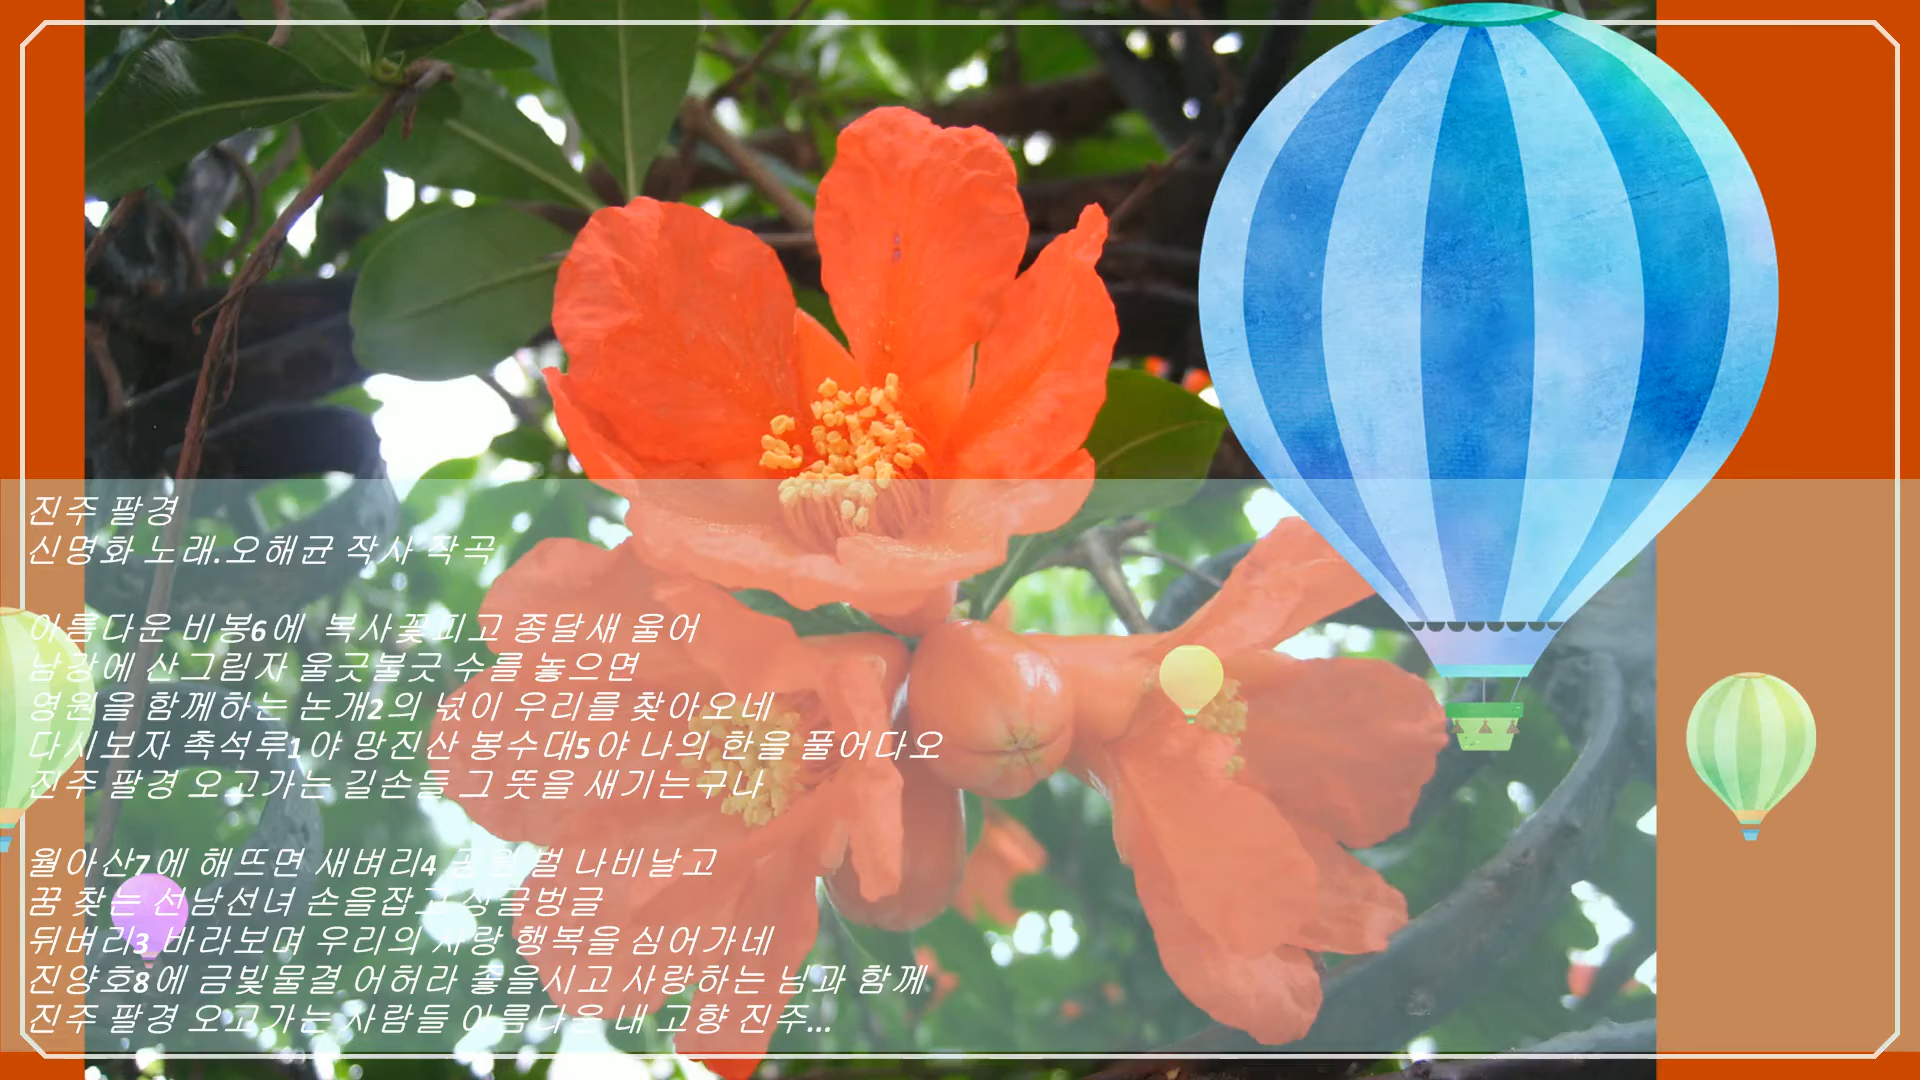 진주 팔경
신명화 노래.오해균 작사 작곡
아름다운 비봉6에 복사꽃피고 종달새 울어
남강에 산그림자 울긋불긋 수를 놓으면
영원을 함께하는 논개2의 넋이 우리를 찾아오네
다시보자 촉석루1야 망진산 봉수대5야 나의 한을 풀어다오
진주 팔경 오고가는 길손들 그 뜻을 새기는구나
월아산7에 해뜨면 새벼리4 공원 벌 나비날고
꿈 찾는 선남선녀 손을잡고 싱글벙글
뒤벼리3 바라보며 우리의 사랑 행복을 심어가네
진양호8에 금빛물결 어허라 좋을시고 사랑하는 님과 함께
진주 팔경 오고가는 사람들 아름다운 내 고향 진주...